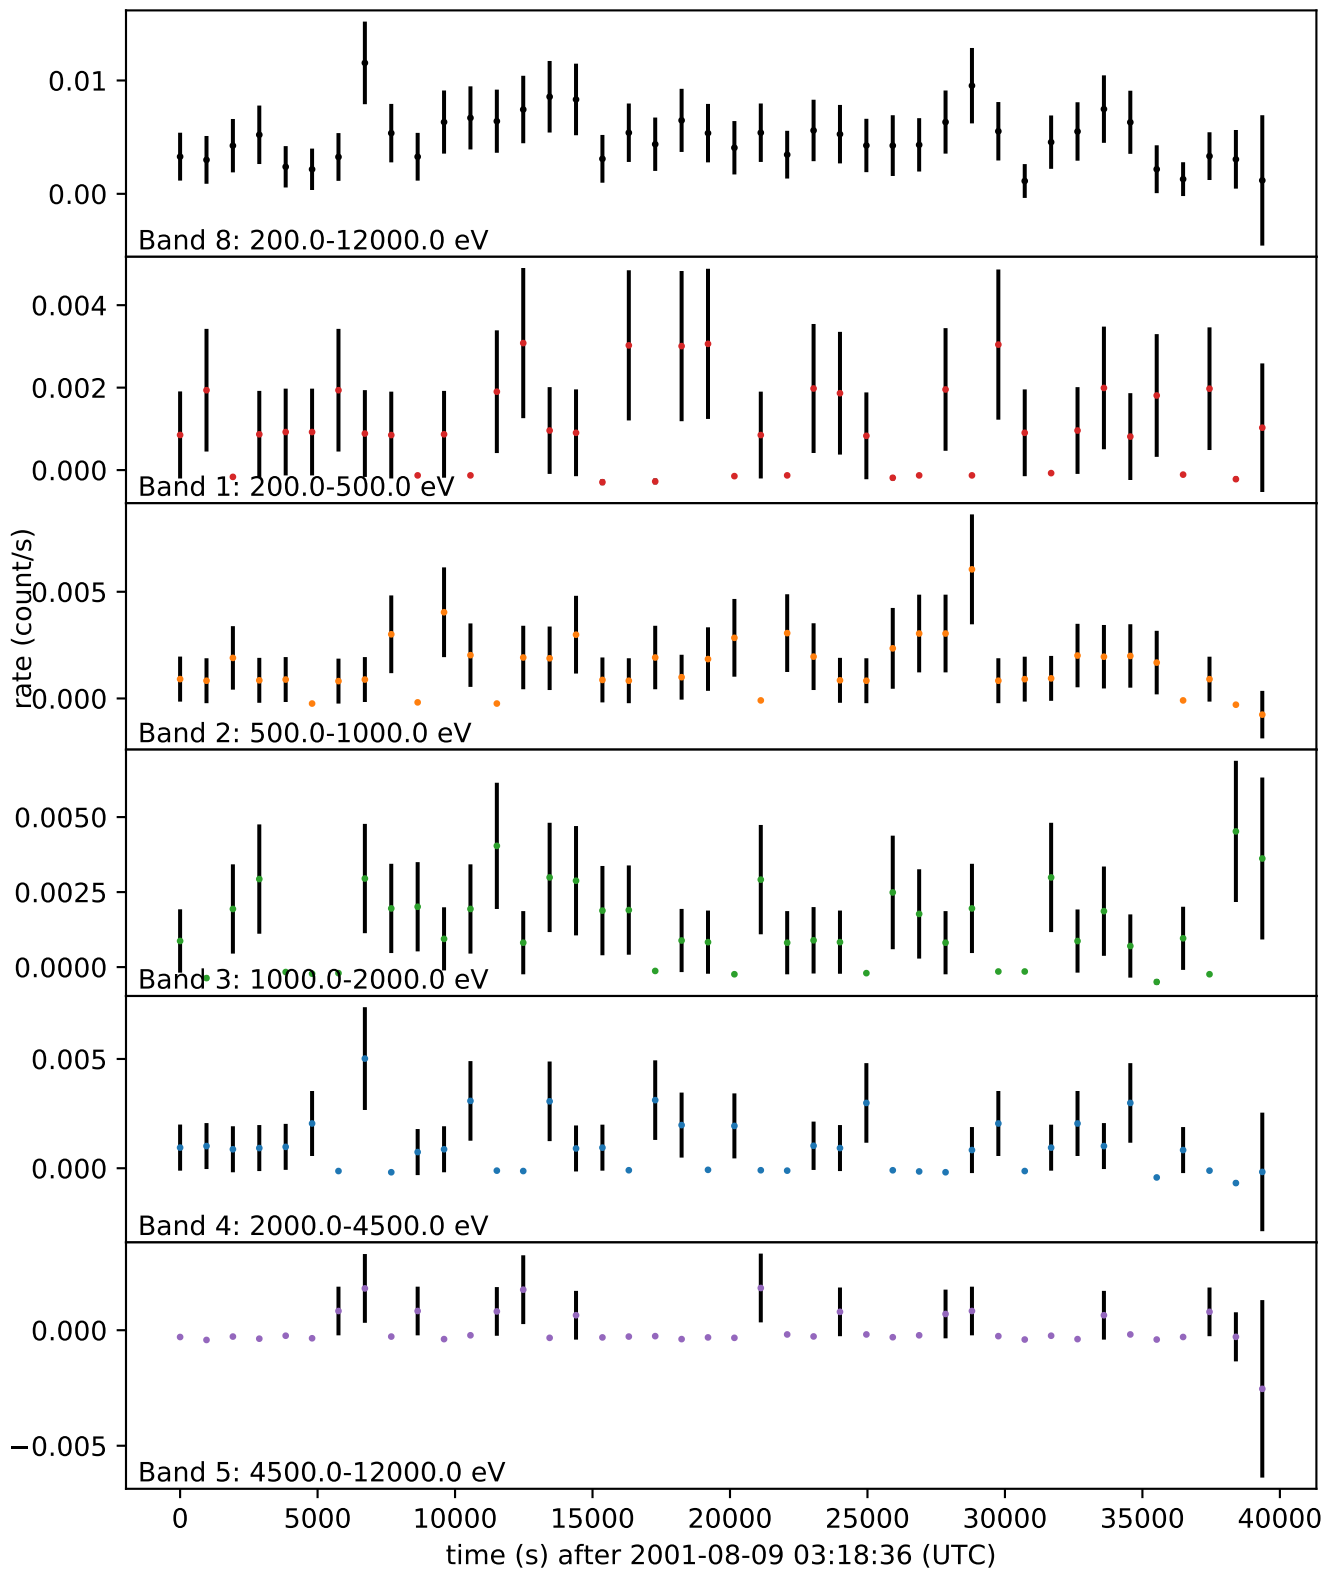 0.01
0.00
Band 8: 200.0-12000.0 eV
0.004
0.002
0.000
Band 1: 200.0-500.0 eV
rate (count/s)
0.005
0.000
Band 2: 500.0-1000.0 eV
0.0050
0.0025
0.0000
Band 3: 1000.0-2000.0 eV
0.005
0.000
Band 4: 2000.0-4500.0 eV
0.000
−0.005
Band 5: 4500.0-12000.0 eV
0 5000 10000 15000 20000 25000 30000 35000 40000
time (s) after 2001-08-09 03:18:36 (UTC)